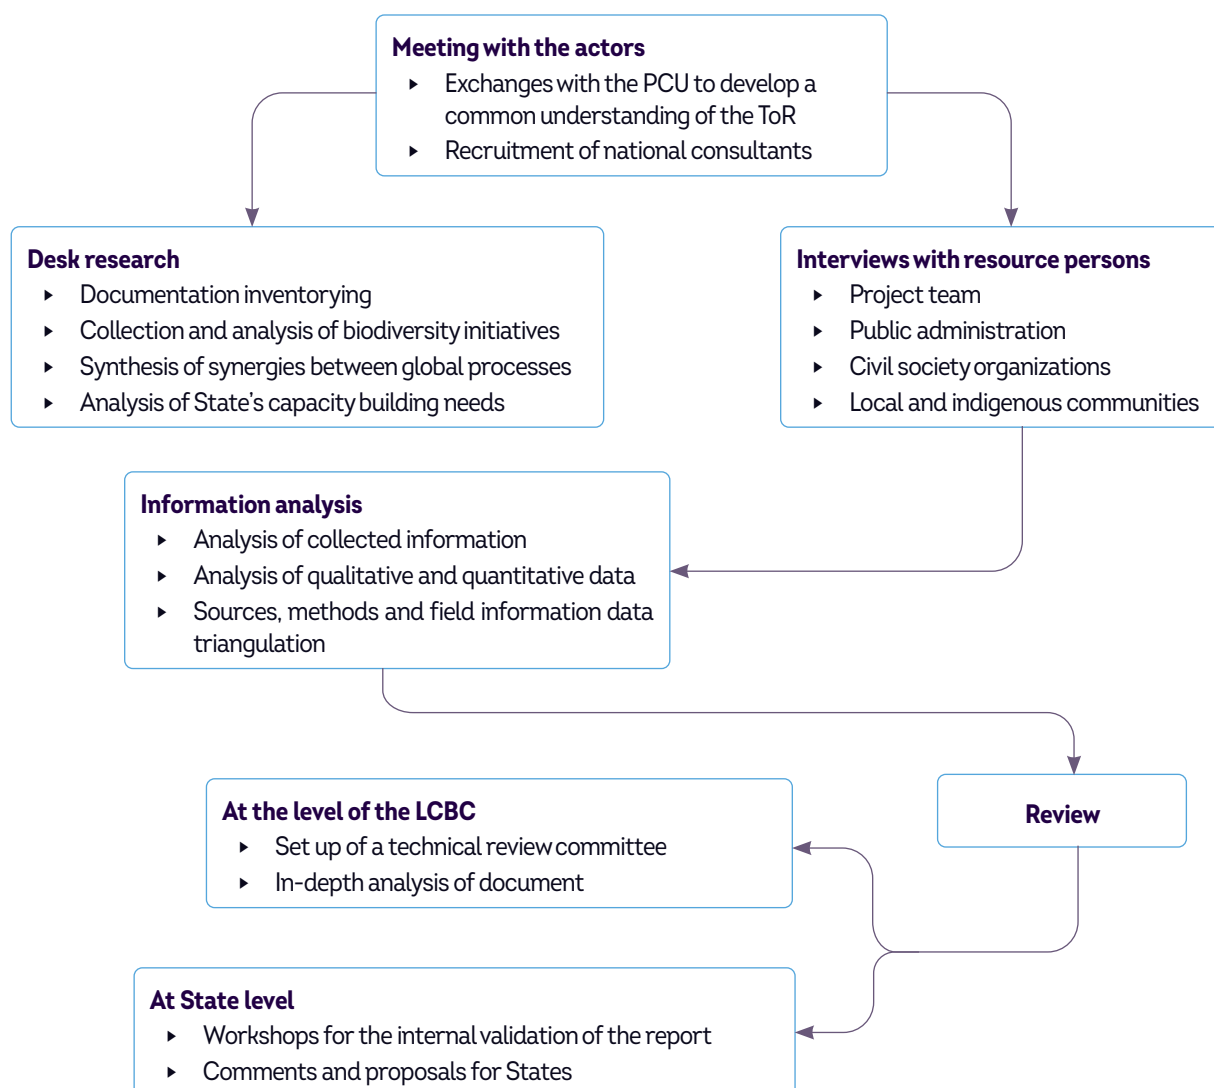 Meeting with the actors
▸ Exchanges with the PCU to develop a
common understanding of the ToR
▸ Recruitment of national consultants
Desk research
▸ Documentation inventorying
▸ Collection and analysis of biodiversity initiatives
▸ Synthesis of synergies between global processes
▸ Analysis of State's capacity building needs
Interviews with resource persons
▸ Project team
▸ Public administration
▸ Civil society organizations
▸ Local and indigenous communities
Information analysis
▸ Analysis of collected information
▸ Analysis of qualitative and quantitative data
▸ Sources, methods and field information data
triangulation
Review
At the level of the LCBC
▸ Set up of a technical review committee
▸ In-depth analysis of document
At State level
▸ Workshops for the internal validation of the report
▸ Comments and proposals for States